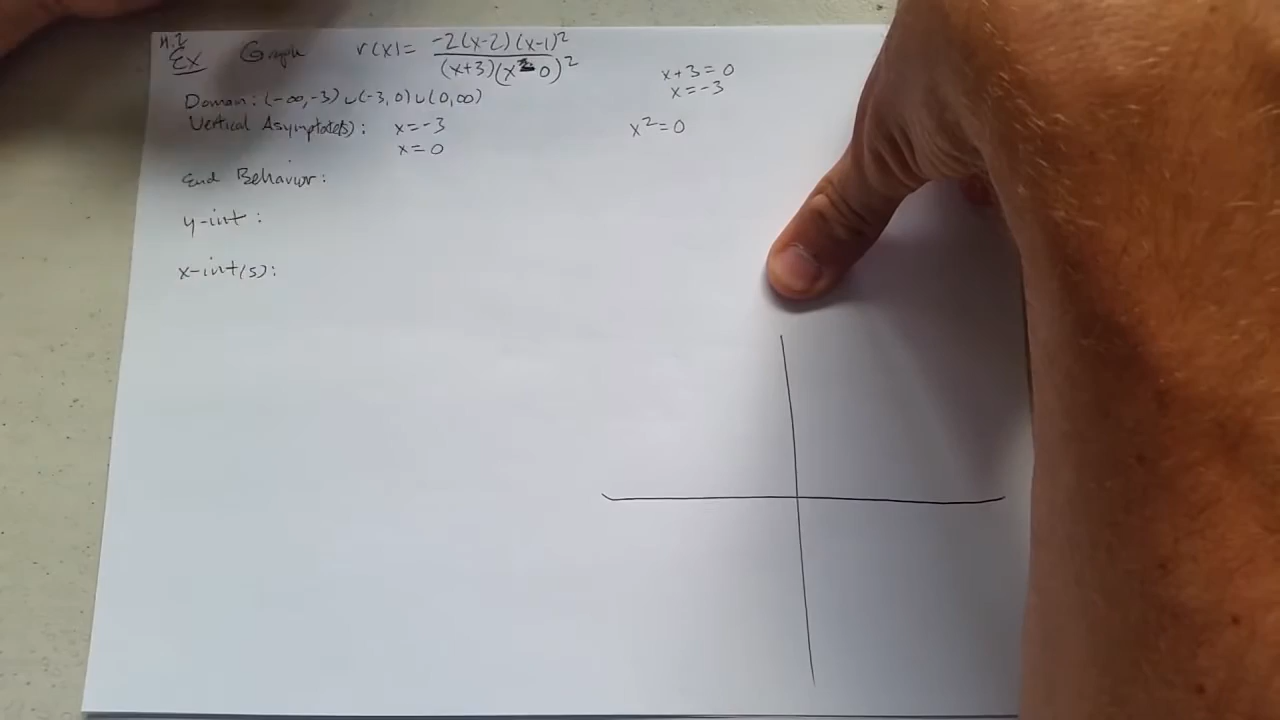 4.2
Ex Graph r(x) = -2(x-2)(x-1)² / (x+3)(x-0)²
Domain: (-∞,-3) ∪ (-3,0) ∪ (0,∞)
Vertical Asymptote(s): x=-3
x=0
End Behavior:
y-int:
x-int(s):
x+3=0
x=-3
x²=0